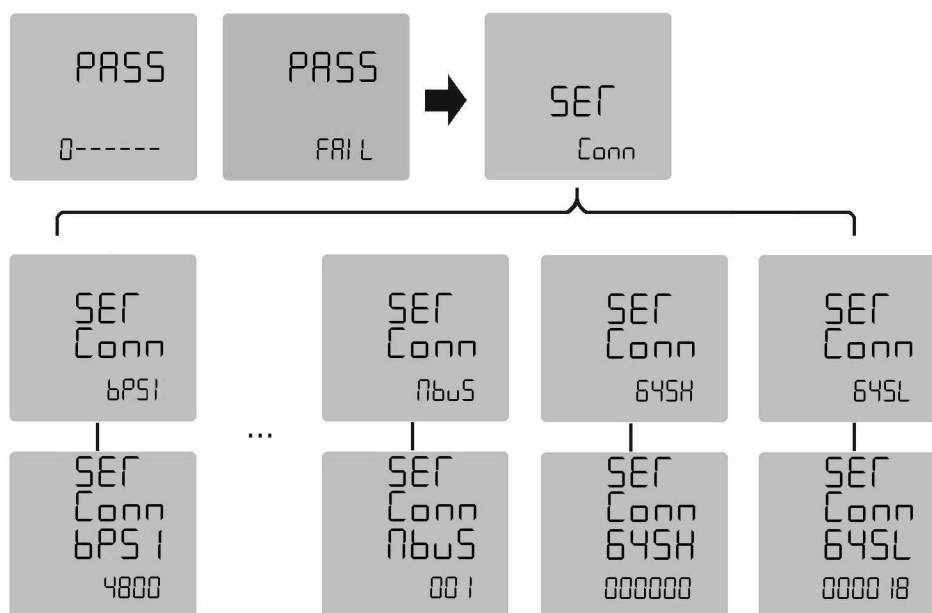 PASS
0------
PASS
FAIL
SET
Conn
SET
Conn
bPS1
...
SET
Conn
MbuS
SET
Conn
645H
SET
Conn
645L
SET
Conn
bPS1
4800
SET
Conn
MbuS
001
SET
Conn
645H
000000
SET
Conn
645L
000018